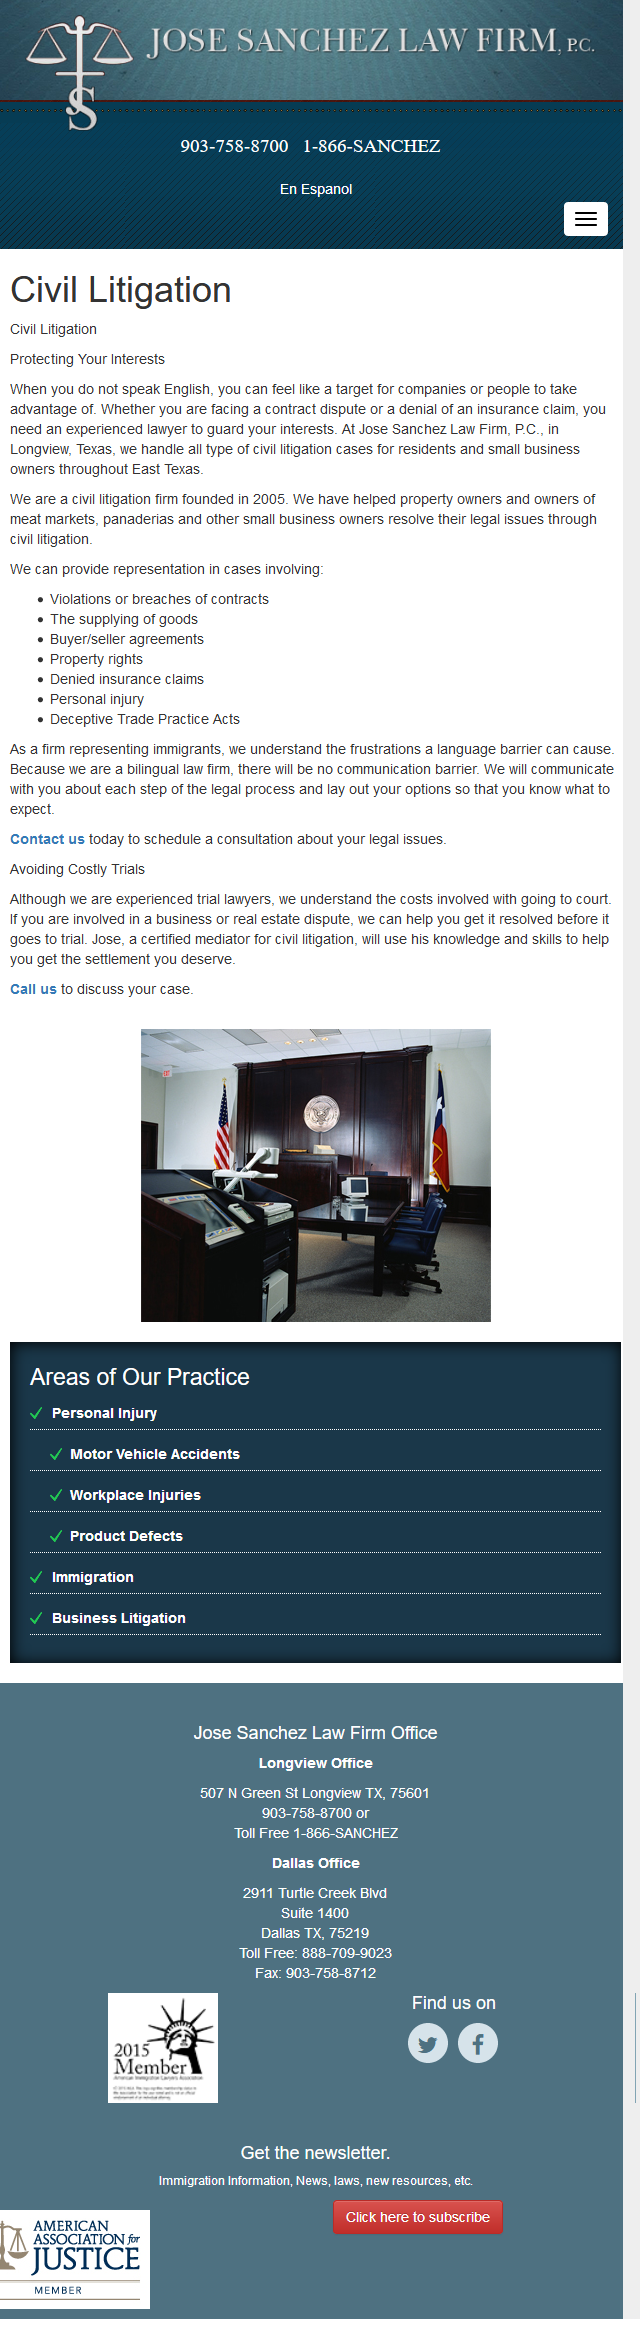 JOSE SANCHEZ LAW FIRM, P.C.
903-758-8700 1-866-SANCHEZ
En Espanol
Civil Litigation
Civil Litigation
Protecting Your Interests
When you do not speak English, you can feel like a target for companies or people to take
advantage of. Whether you are facing a contract dispute or a denial of an insurance claim, you
need an experienced lawyer to guard your interests. At Jose Sanchez Law Firm, P.C., in
Longview, Texas, we handle all type of civil litigation cases for residents and small business
owners throughout East Texas.
We are a civil litigation firm founded in 2005. We have helped property owners and owners of
meat markets, panaderias and other small business owners resolve their legal issues through
civil litigation.
We can provide representation in cases involving:
Violations or breaches of contracts
The supplying of goods
Buyer/seller agreements
Property rights
Denied insurance claims
Personal injury
Deceptive Trade Practice Acts
As a firm representing immigrants, we understand the frustrations a language barrier can cause.
Because we are a bilingual law firm, there will be no communication barrier. We will communicate
with you about each step of the legal process and lay out your options so that you know what to
expect.
Contact us today to schedule a consultation about your legal issues.
Avoiding Costly Trials
Although we are experienced trial lawyers, we understand the costs involved with going to court.
If you are involved in a business or real estate dispute, we can help you get it resolved before it
goes to trial. Jose, a certified mediator for civil litigation, will use his knowledge and skills to help
you get the settlement you deserve.
Call us to discuss your case.
Areas of Our Practice
Personal Injury
Motor Vehicle Accidents
Workplace Injuries
Product Defects
Immigration
Business Litigation
Jose Sanchez Law Firm Office
Longview Office
507 N Green St Longview TX, 75601
903-758-8700 or
Toll Free 1-866-SANCHEZ
Dallas Office
2911 Turtle Creek Blvd
Suite 1400
Dallas TX, 75219
Toll Free: 888-709-9023
Fax: 903-758-8712
2015
Member
American Immigration Lawyers Association
Find us on
Get the newsletter.
Immigration Information, News, laws, new resources, etc.
Click here to subscribe
AMERICAN
ASSOCIATION for
JUSTICE
MEMBER